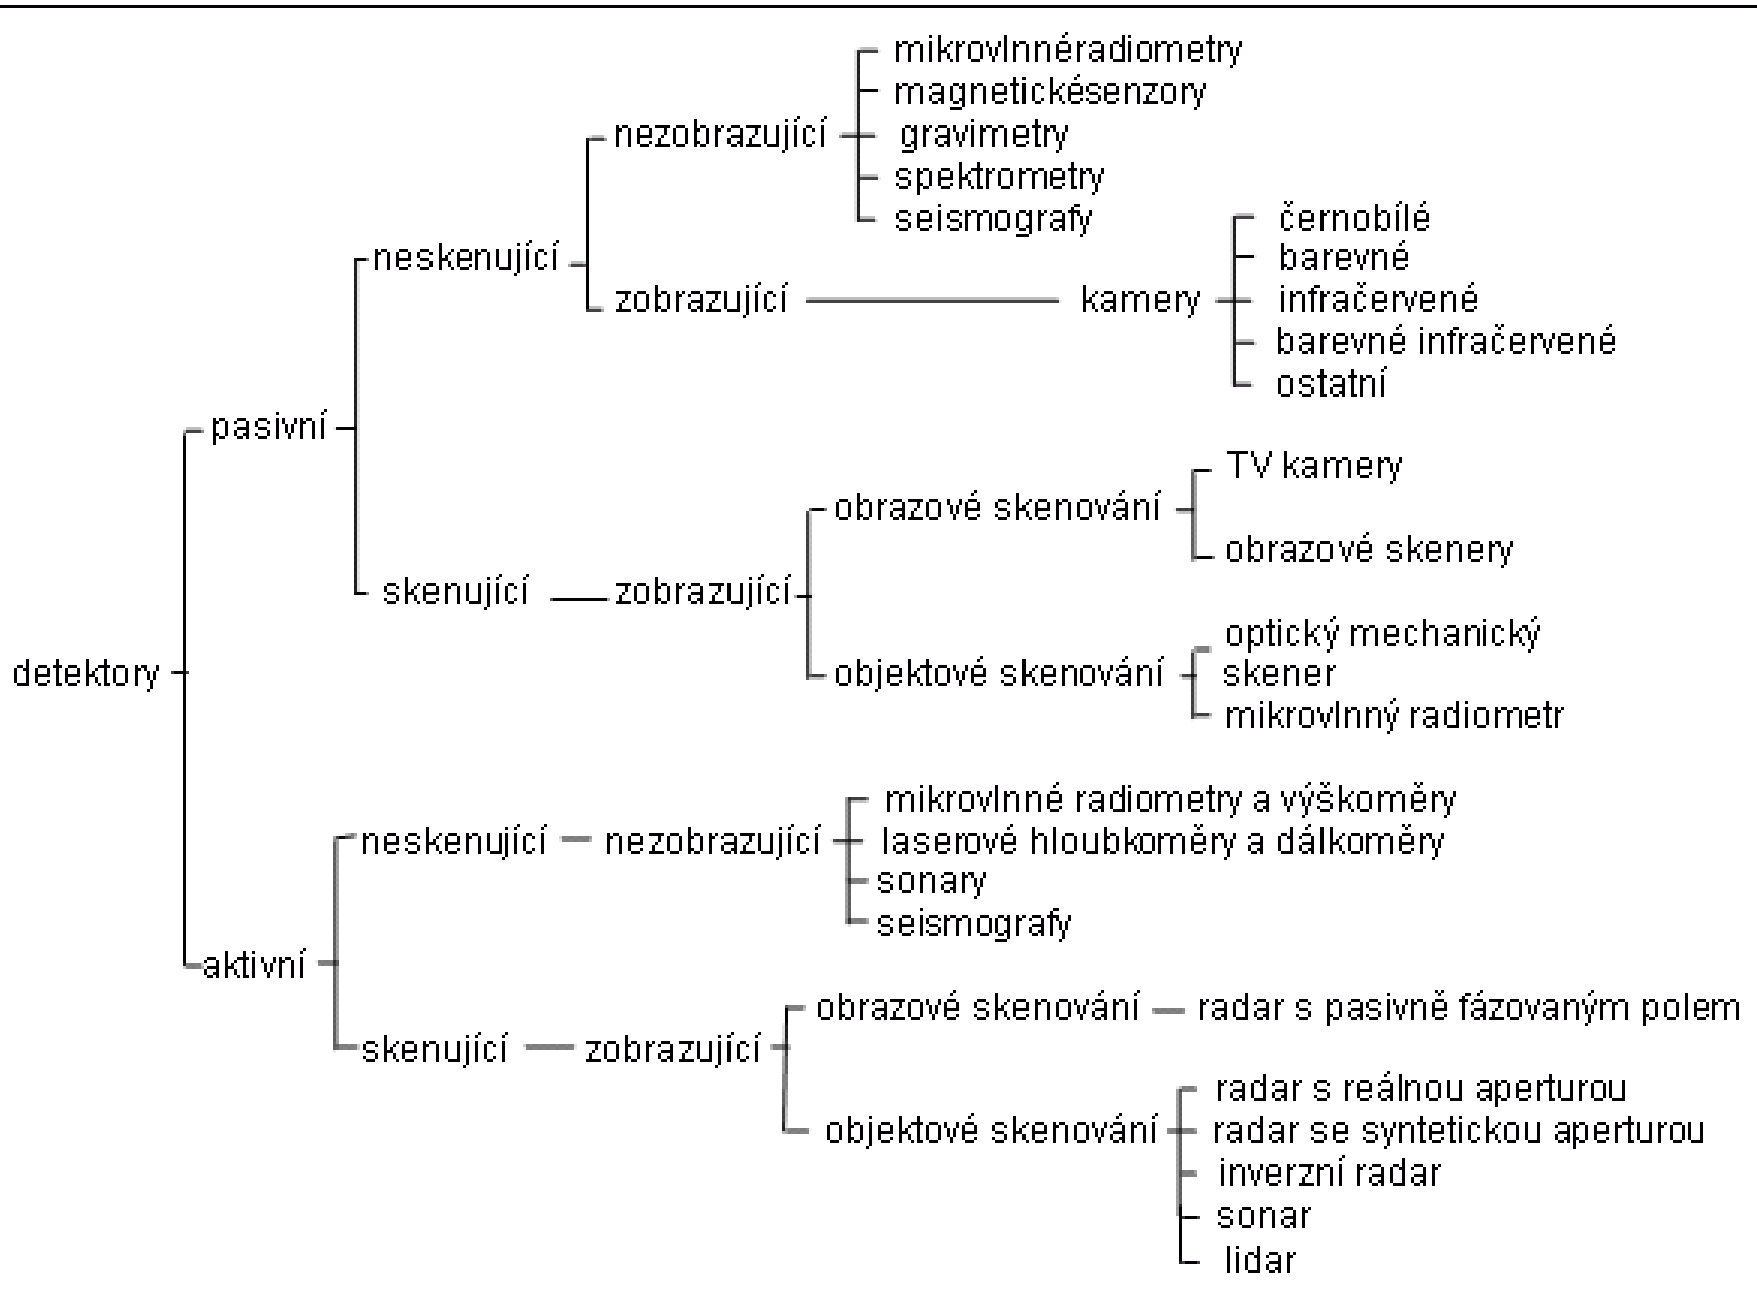 mikrovlnnéradiometry
magnetickésenzory
nezobrazující
gravimetry
spektrometry
seismografy
černobílé
neskenující
barevné
zobrazující
kamery
infračervené
barevné infračervené
ostatní
pasivní
TV kamery
obrazové skenování
obrazové skenery
skenující
zobrazující
optický mechanický
detektory
objektové skenování
skener
mikrovlnný radiometr
mikrovlnné radiometry a výškoměry
neskenující
nezobrazující
laserové hloubkoměry a dálkoměry
sonary
seismografy
aktivní
obrazové skenování
radar s pasivně fázovaným polem
skenující
zobrazující
radar s reálnou aperturou
objektové skenování
radar se syntetickou aperturou
inverzní radar
sonar
lidar